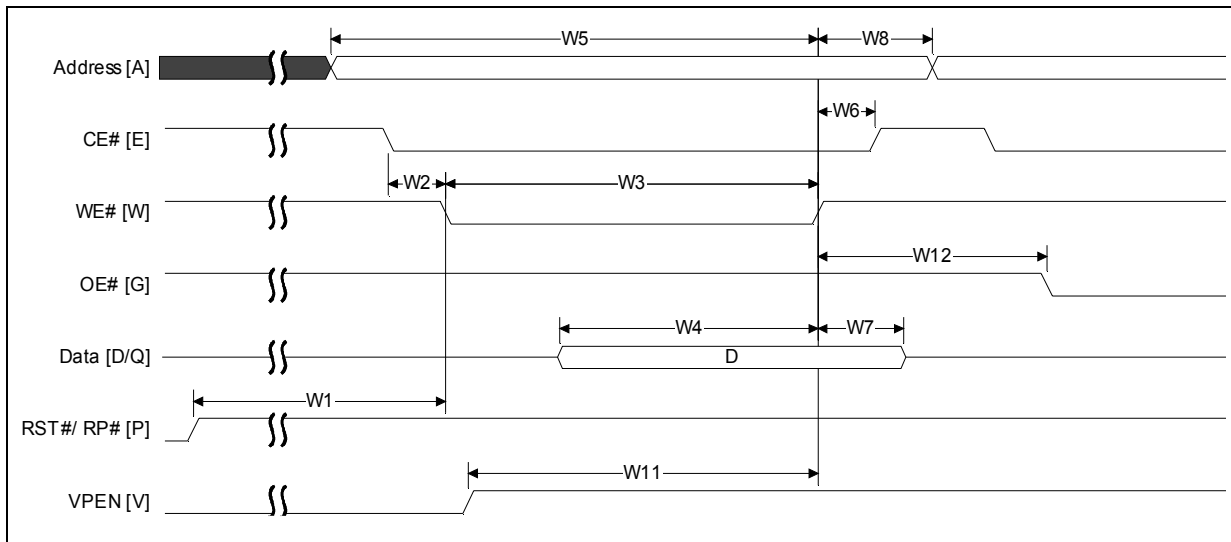 W5
W8
Address [A]
W6
CE# [E]
W2
W3
WE# [W]
W12
OE# [G]
W4
W7
Data [D/Q]
D
W1
RST#/ RP# [P]
W11
VPEN [V]